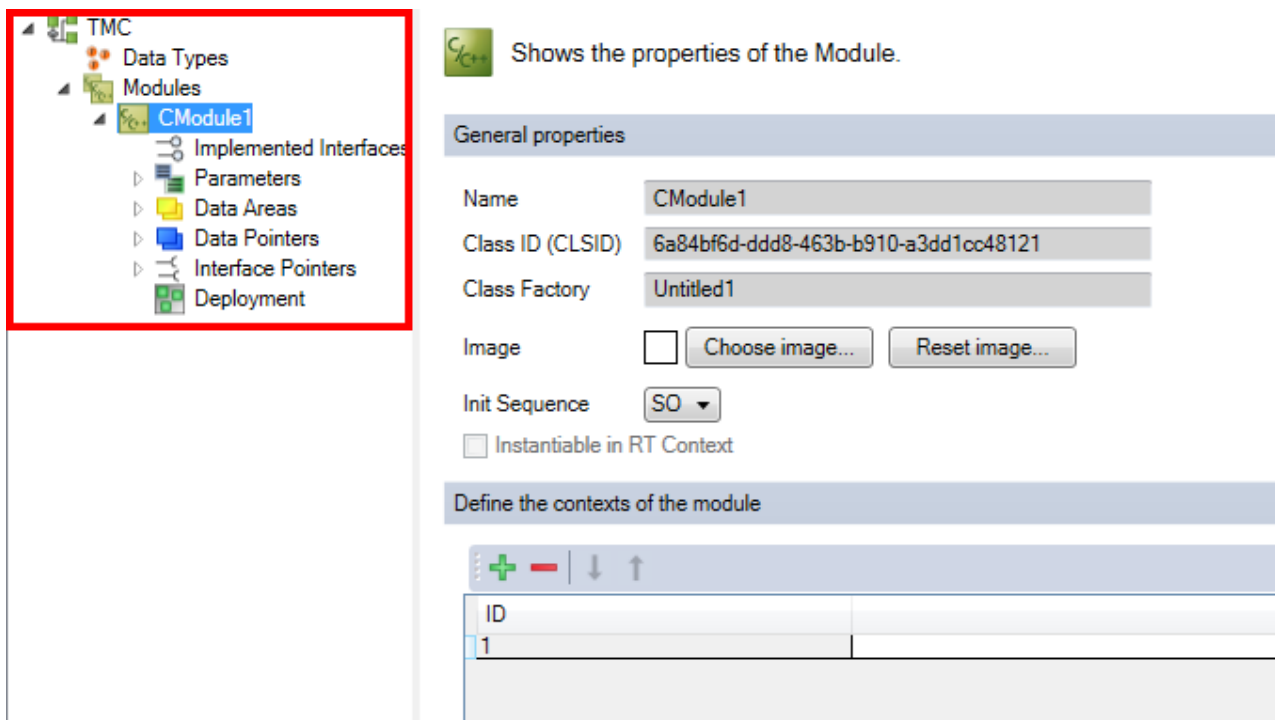 TMC
Data Types
Modules
CModule1
Implemented Interfaces
Parameters
Data Areas
Data Pointers
Interface Pointers
Deployment
Shows the properties of the Module.
General properties
Name CModule1
Class ID (CLSID) 6a84bf6d-ddd8-463b-b910-a3dd1cc48121
Class Factory Untitled1
Image Choose image... Reset image...
Init Sequence SO
Instantiable in RT Context
Define the contexts of the module
ID
1